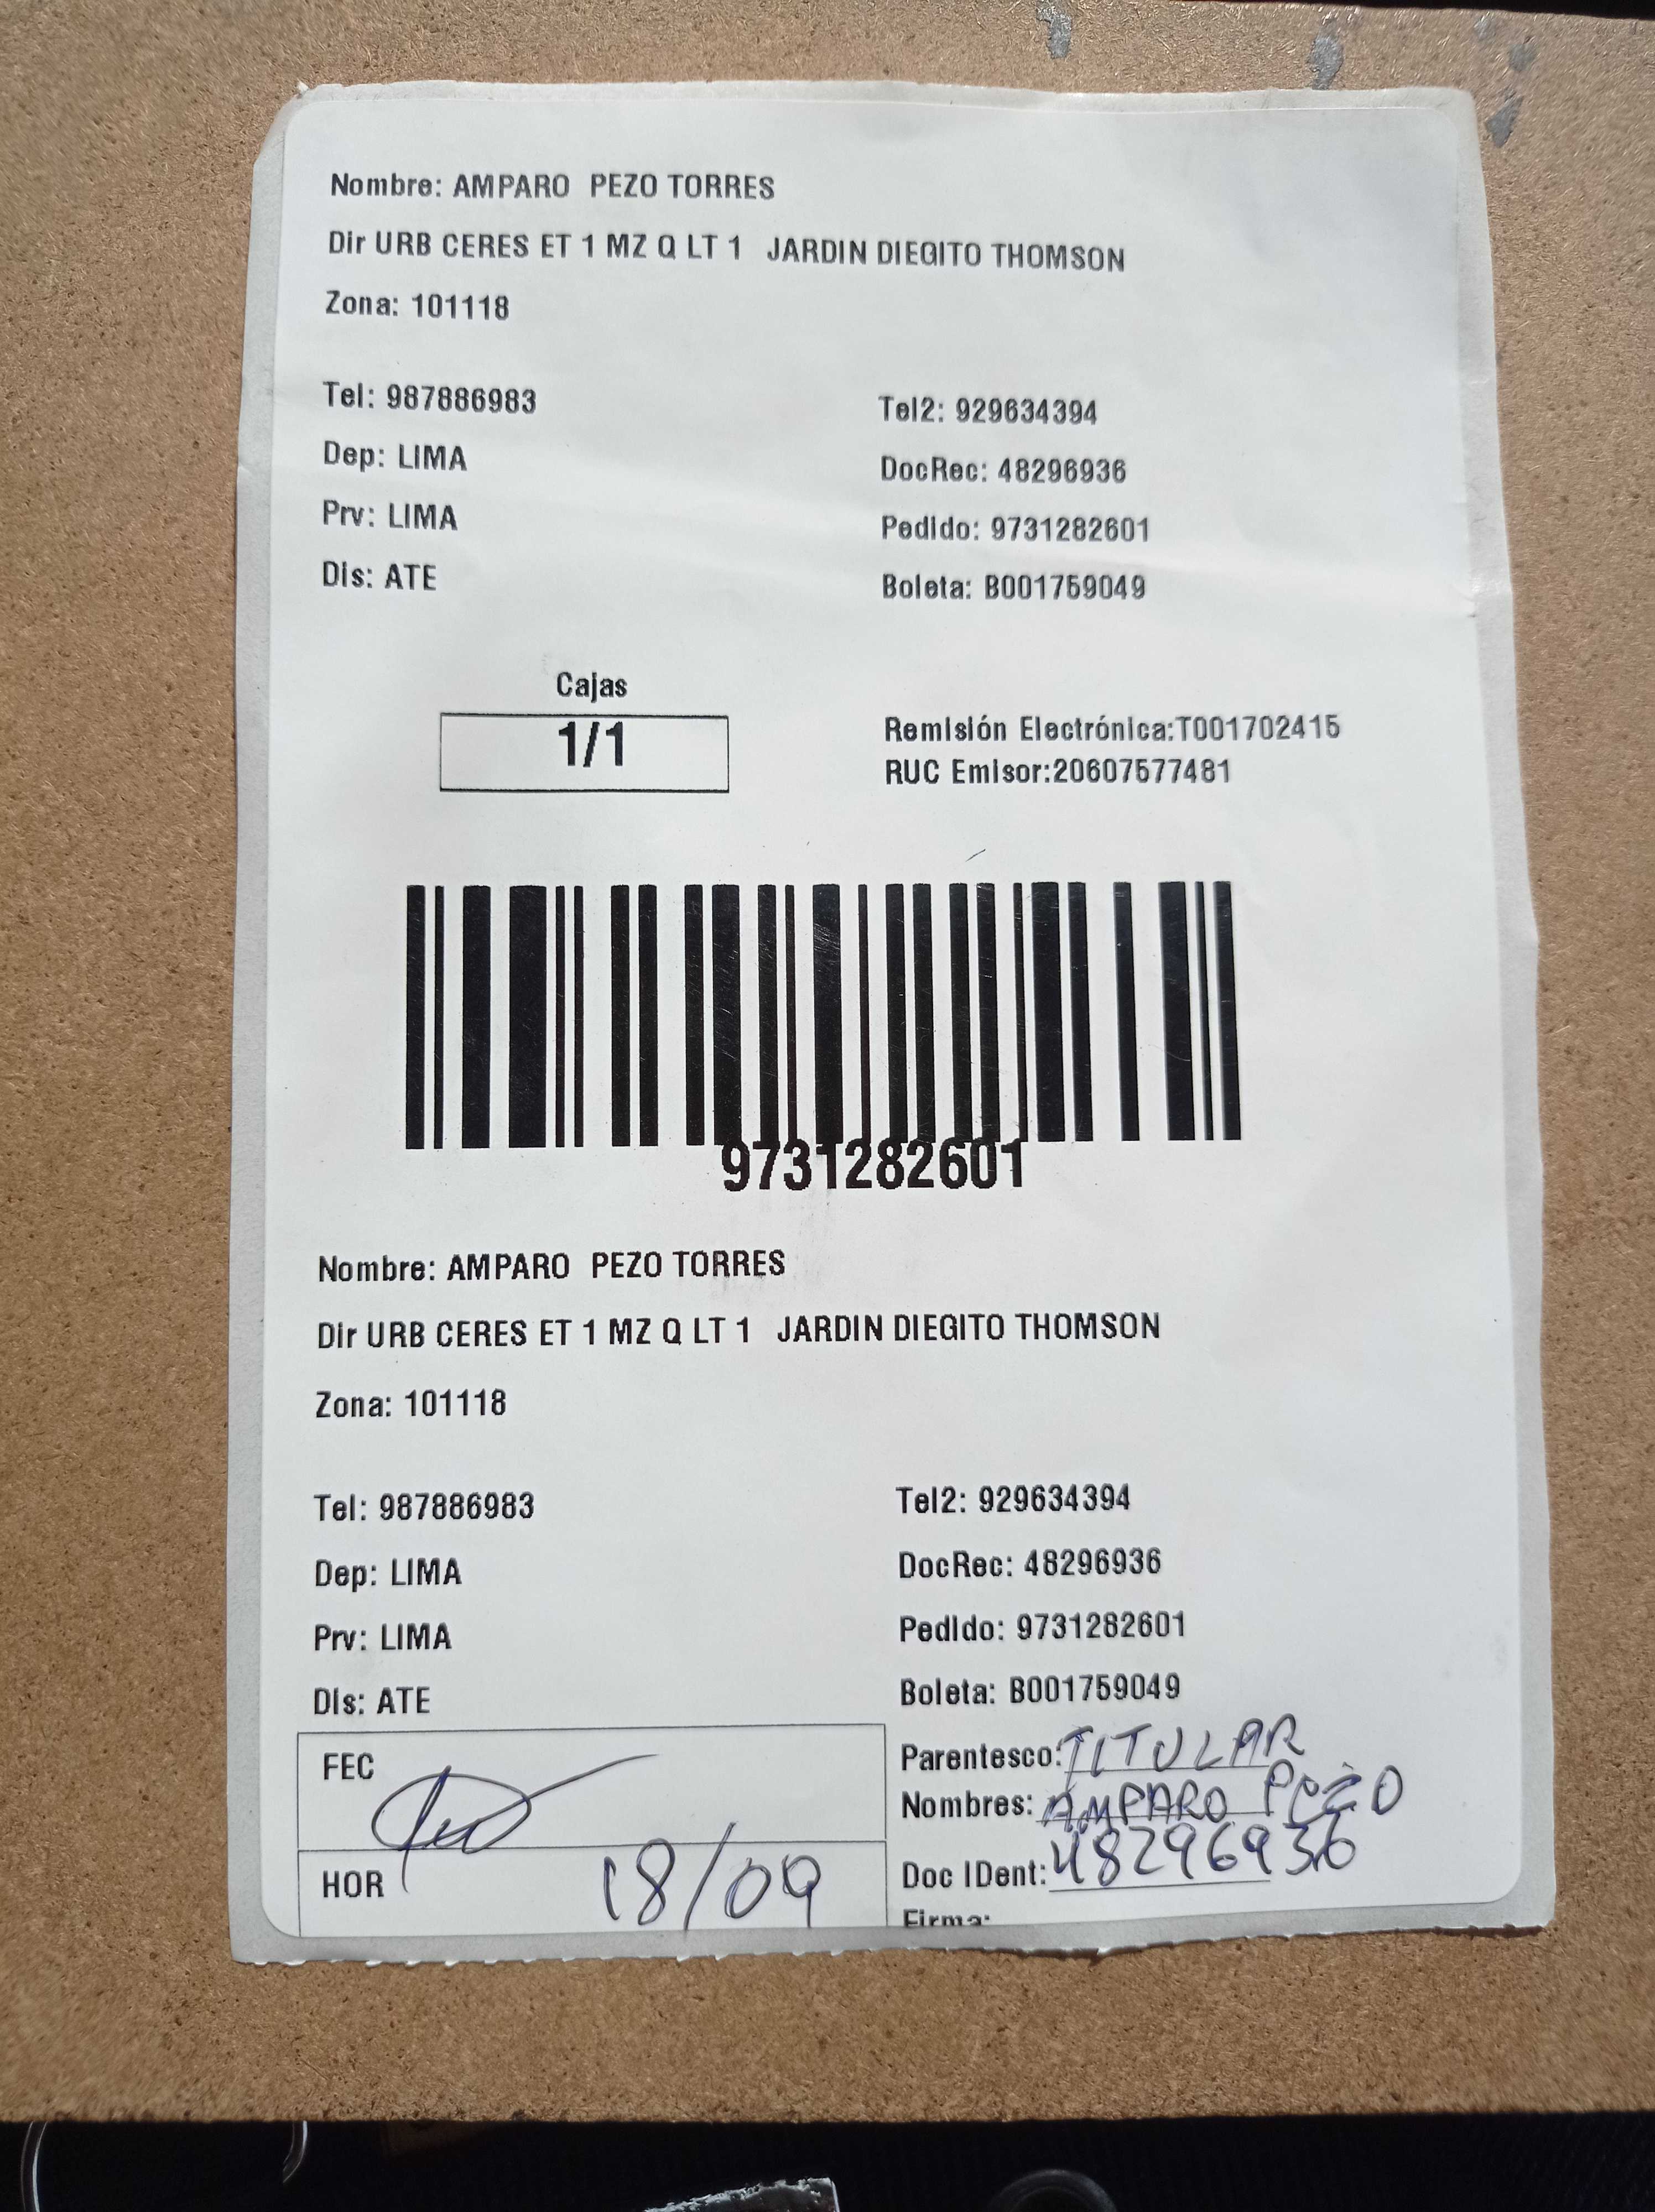 Nombre: AMPARO PEZO TORRES
Dir URB CERES ET 1 MZ Q LT 1 JARDIN DIEGITO THOMSON
Zona: 101118
Tel: 987886983 Tel2: 929634394
Dep: LIMA DocRec: 48296936
Prv: LIMA Pedido: 9731282601
Dis: ATE Boleta: B001759049
Cajas
1/1
Remisión Electrónica:T001702415
RUC Emisor:20607577481
9731282601
Nombre: AMPARO PEZO TORRES
Dir URB CERES ET 1 MZ Q LT 1 JARDIN DIEGITO THOMSON
Zona: 101118
Tel: 987886983 Tel2: 929634394
Dep: LIMA DocRec: 48296936
Prv: LIMA Pedido: 9731282601
Dis: ATE Boleta: B001759049
FEC
Parentesco: TITULAR
Nombres: AMPARO PEZO
HOR 18/09
Doc IDent: 48296936
Firma: